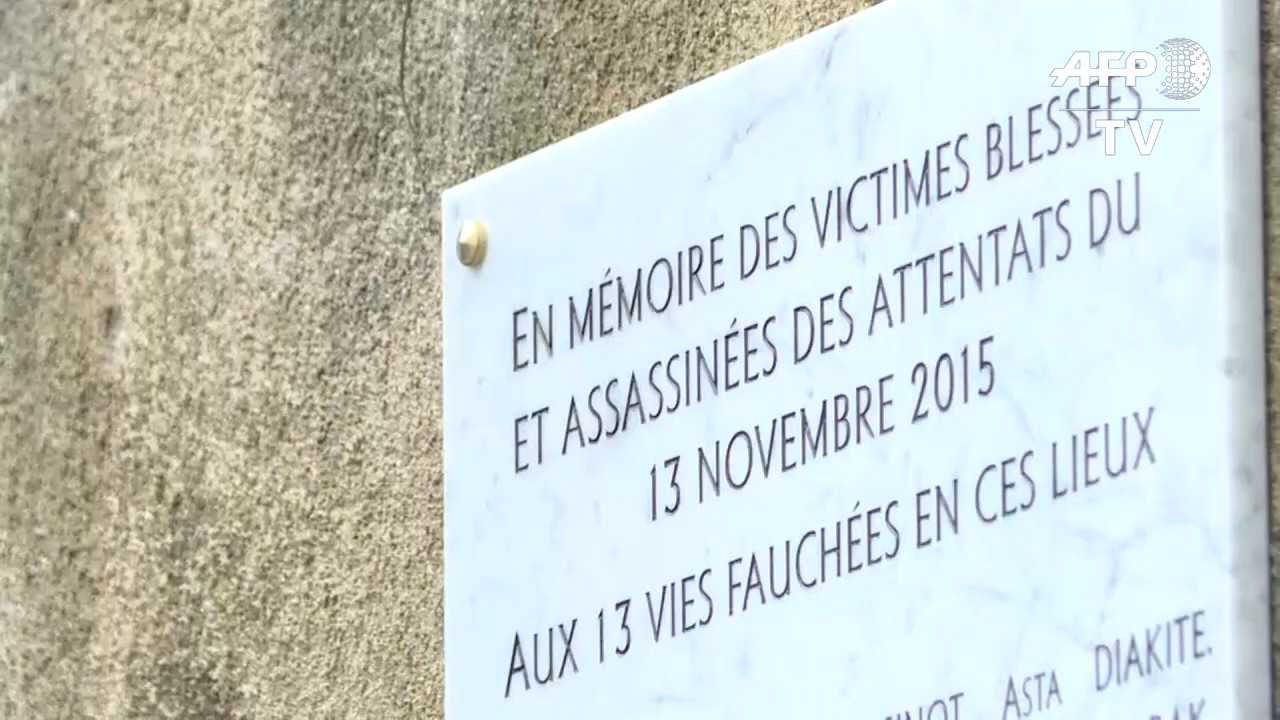 AFP
TV
EN MÉMOIRE DES VICTIMES BLESSÉES
ET ASSASSINÉES DES ATTENTATS DU
13 NOVEMBRE 2015
AUX 13 VIES FAUCHÉES EN CES LIEUX
ASTA DIAKITE,